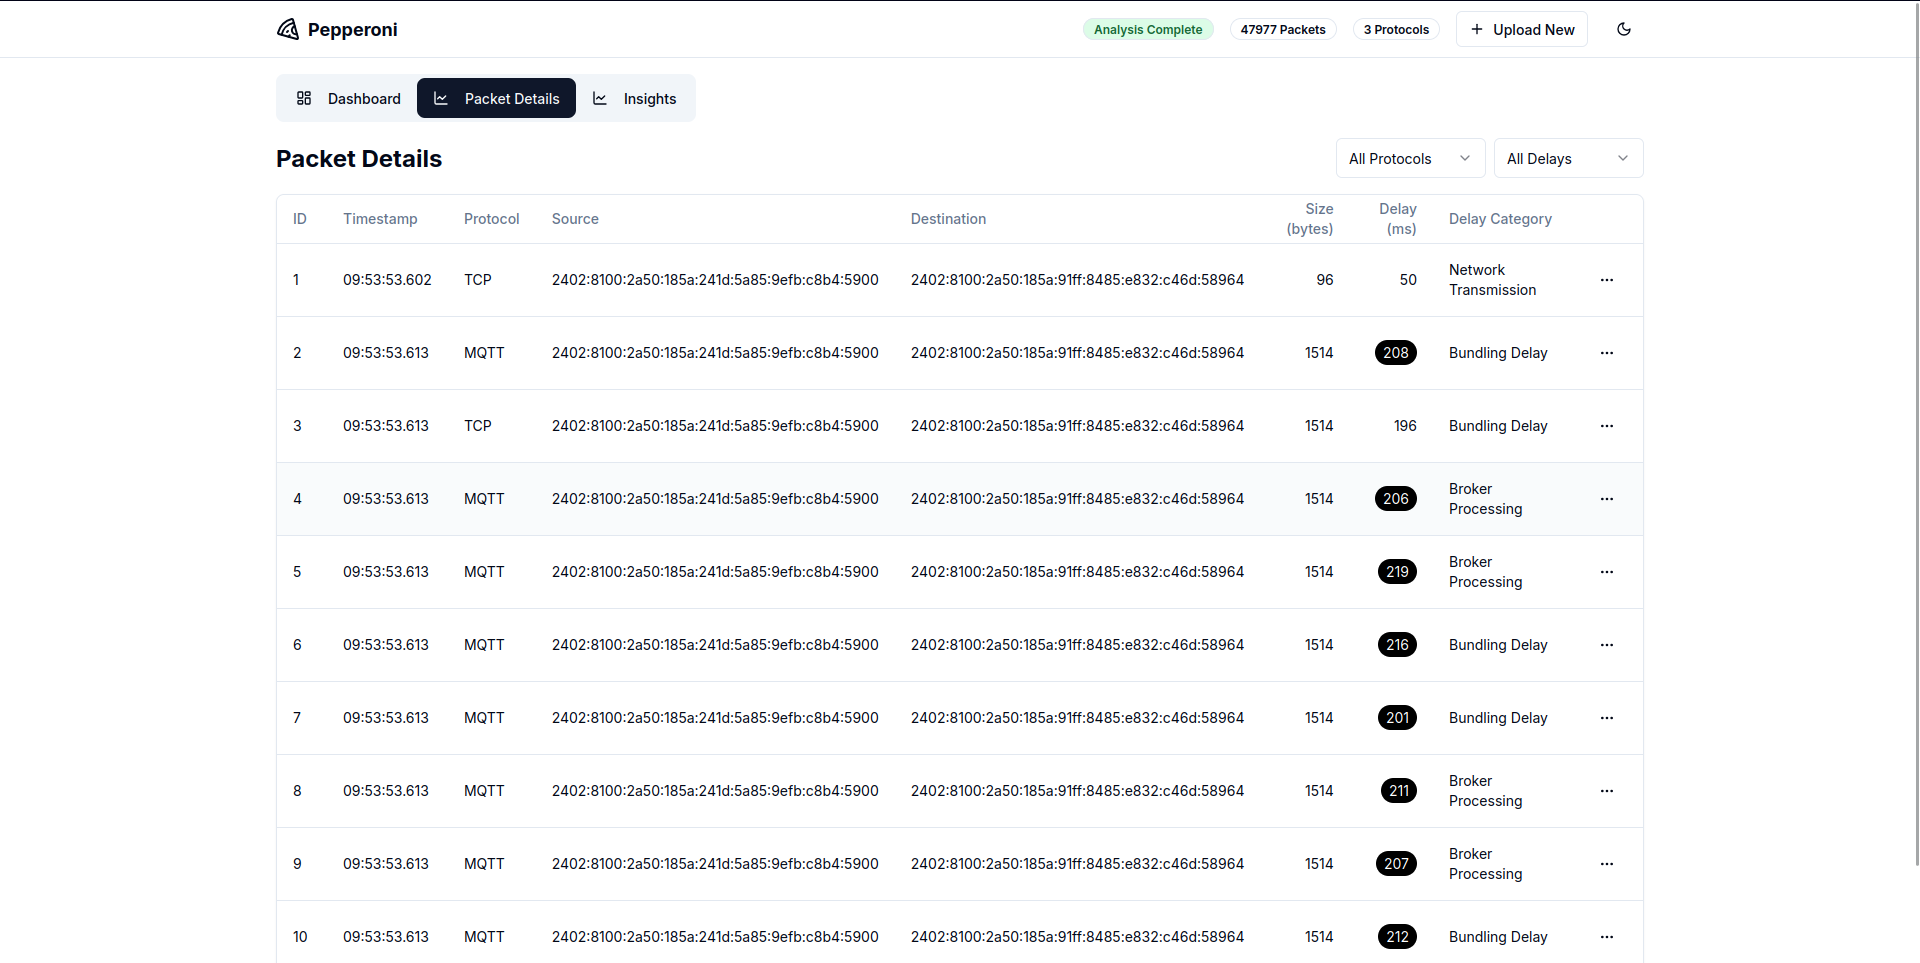 Pepperoni
Analysis Complete
47977 Packets
3 Protocols
Upload New
Dashboard
Packet Details
Insights
Packet Details
All Protocols
All Delays
ID Timestamp Protocol Source Destination Size (bytes) Delay (ms) Delay Category
1 09:53:53.602 TCP 2402:8100:2a50:185a:241d:5a85:9efb:c8b4:5900 2402:8100:2a50:185a:91ff:8485:e832:c46d:58964 96 50 Network Transmission
2 09:53:53.613 MQTT 2402:8100:2a50:185a:241d:5a85:9efb:c8b4:5900 2402:8100:2a50:185a:91ff:8485:e832:c46d:58964 1514 208 Bundling Delay
3 09:53:53.613 TCP 2402:8100:2a50:185a:241d:5a85:9efb:c8b4:5900 2402:8100:2a50:185a:91ff:8485:e832:c46d:58964 1514 196 Bundling Delay
4 09:53:53.613 MQTT 2402:8100:2a50:185a:241d:5a85:9efb:c8b4:5900 2402:8100:2a50:185a:91ff:8485:e832:c46d:58964 1514 206 Broker Processing
5 09:53:53.613 MQTT 2402:8100:2a50:185a:241d:5a85:9efb:c8b4:5900 2402:8100:2a50:185a:91ff:8485:e832:c46d:58964 1514 219 Broker Processing
6 09:53:53.613 MQTT 2402:8100:2a50:185a:241d:5a85:9efb:c8b4:5900 2402:8100:2a50:185a:91ff:8485:e832:c46d:58964 1514 216 Bundling Delay
7 09:53:53.613 MQTT 2402:8100:2a50:185a:241d:5a85:9efb:c8b4:5900 2402:8100:2a50:185a:91ff:8485:e832:c46d:58964 1514 201 Bundling Delay
8 09:53:53.613 MQTT 2402:8100:2a50:185a:241d:5a85:9efb:c8b4:5900 2402:8100:2a50:185a:91ff:8485:e832:c46d:58964 1514 211 Broker Processing
9 09:53:53.613 MQTT 2402:8100:2a50:185a:241d:5a85:9efb:c8b4:5900 2402:8100:2a50:185a:91ff:8485:e832:c46d:58964 1514 207 Broker Processing
10 09:53:53.613 MQTT 2402:8100:2a50:185a:241d:5a85:9efb:c8b4:5900 2402:8100:2a50:185a:91ff:8485:e832:c46d:58964 1514 212 Bundling Delay